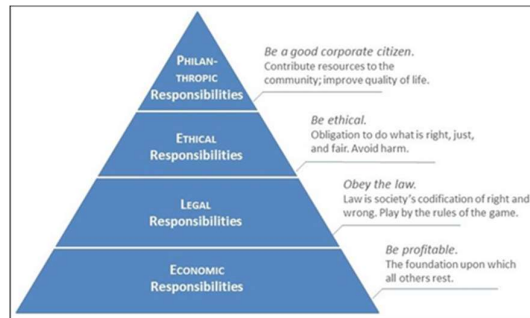 PHILAN-
THROPIC
Responsibilities
Be a good corporate citizen.
Contribute resources to the
community; improve quality of life.
ETHICAL
Responsibilities
Be ethical.
Obligation to do what is right, just,
and fair. Avoid harm.
LEGAL
Responsibilities
Obey the law.
Law is society's codification of right and
wrong. Play by the rules of the game.
ECONOMIC
Responsibilities
Be profitable.
The foundation upon which
all others rest.